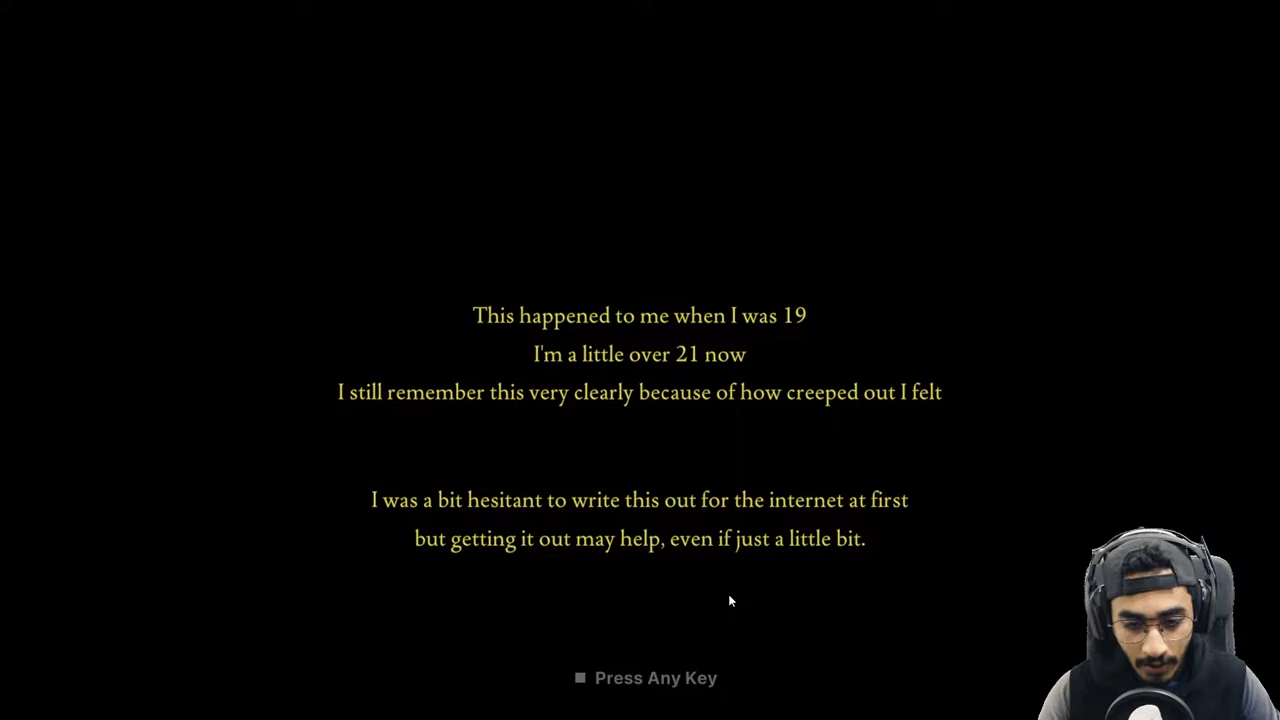 This happened to me when I was 19
I'm a little over 21 now
I still remember this very clearly because of how creeped out I felt
I was a bit hesitant to write this out for the internet at first
but getting it out may help, even if just a little bit.
Press Any Key